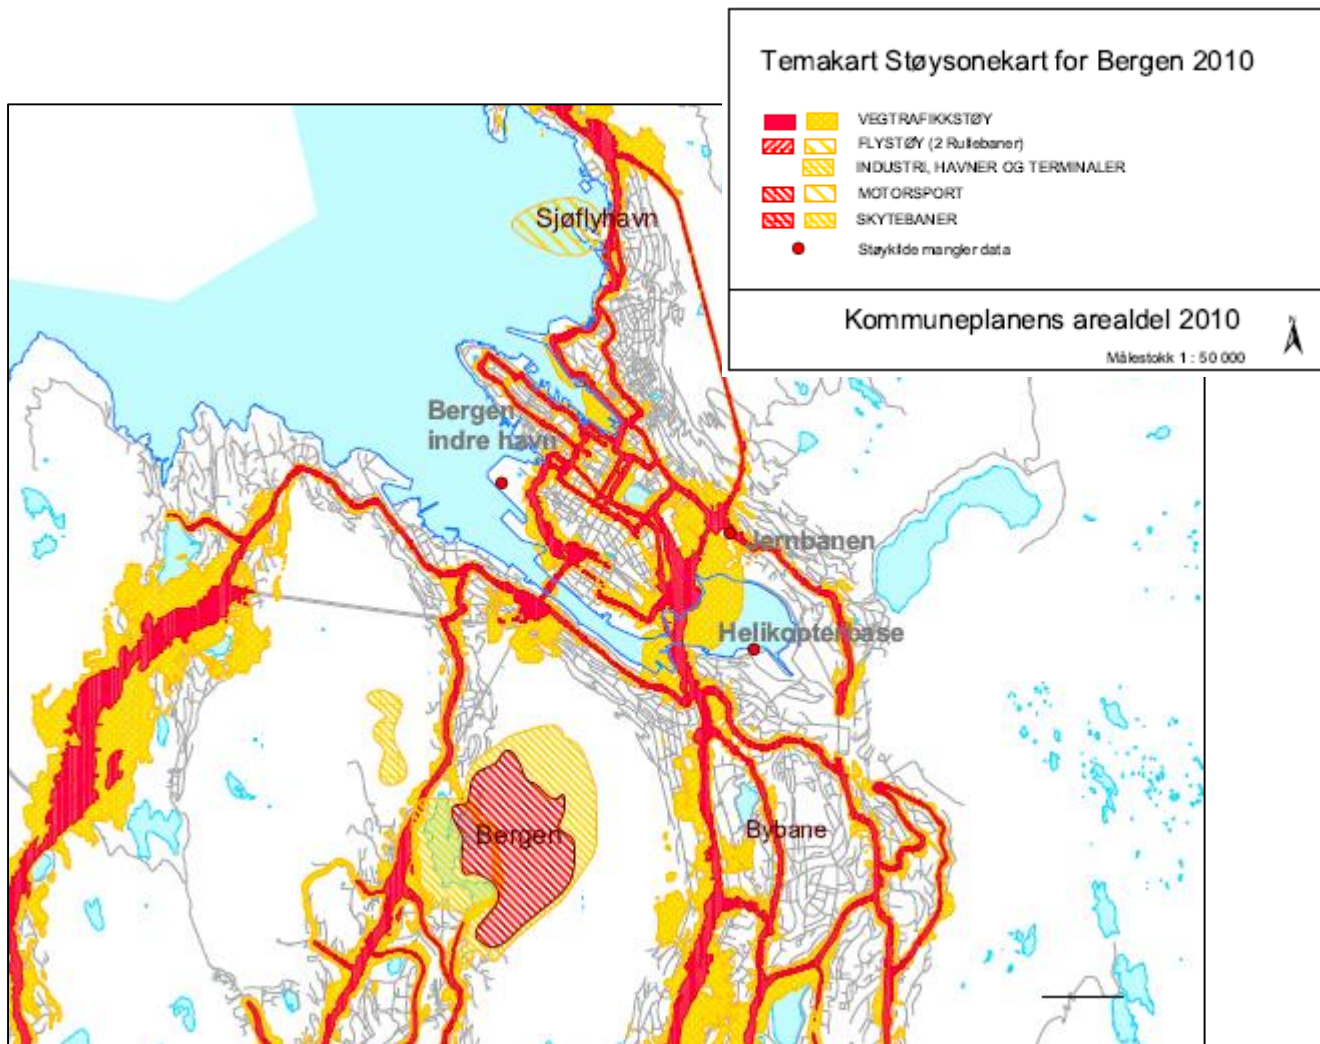 Temakart Støysonekart for Bergen 2010
VEGTRAFIKKSTØY
FLYSTØY (2 Rullebaner)
INDUSTRI, HAVNER OG TERMINALER
MOTORSPORT
SKYTEBANER
Støykilde mangler data
Kommuneplanens arealdel 2010
Målestokk 1 : 50 000
Sjøflyhavn
Bergen
indre havn
Jernbanen
Helikopterbase
Bergen
Bybane